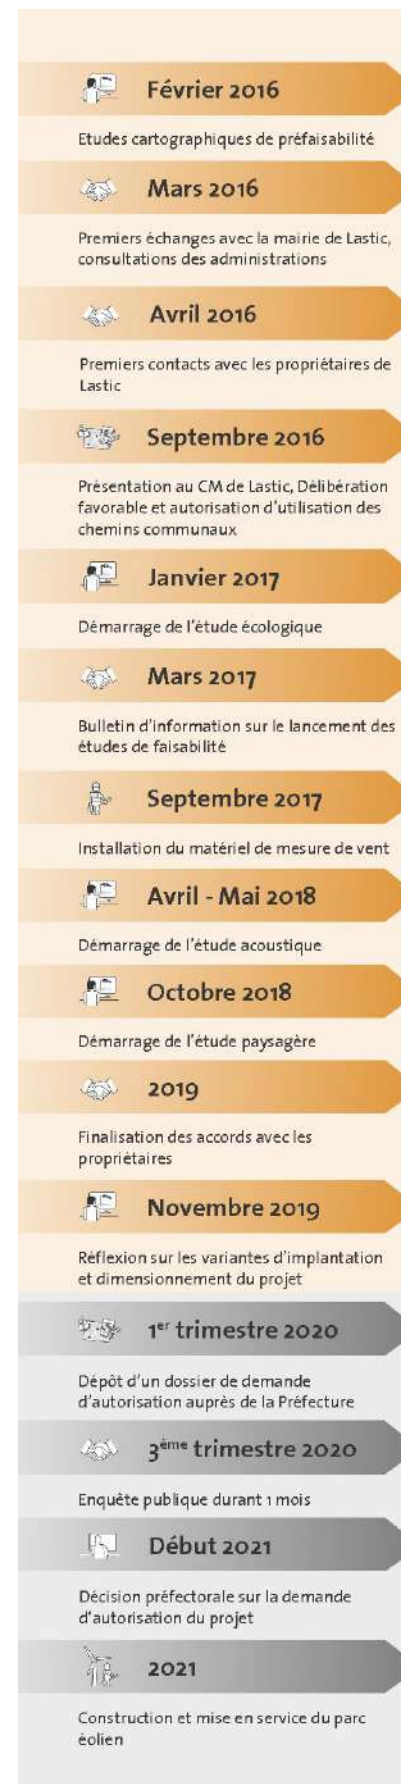 Février 2016
Etudes cartographiques de préfaisabilité
Mars 2016
Premiers échanges avec la mairie de Lastic,
consultations des administrations
Avril 2016
Premiers contacts avec les propriétaires de
Lastic
Septembre 2016
Présentation au CM de Lastic, Délibération
favorable et autorisation d'utilisation des
chemins communaux
Janvier 2017
Démarrage de l'étude écologique
Mars 2017
Bulletin d'information sur le lancement des
études de faisabilité
Septembre 2017
Installation du matériel de mesure de vent
Avril - Mai 2018
Démarrage de l'étude acoustique
Octobre 2018
Démarrage de l'étude paysagère
2019
Finalisation des accords avec les
propriétaires
Novembre 2019
Réflexion sur les variantes d'implantation
et dimensionnement du projet
1er trimestre 2020
Dépôt d'un dossier de demande
d'autorisation auprès de la Préfecture
3ème trimestre 2020
Enquête publique durant 1 mois
Début 2021
Décision préfectorale sur la demande
d'autorisation du projet
2021
Construction et mise en service du parc
éolien